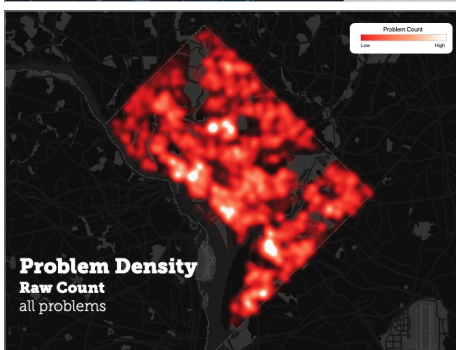 Problem Count
Low High
Problem Density
Raw Count
all problems